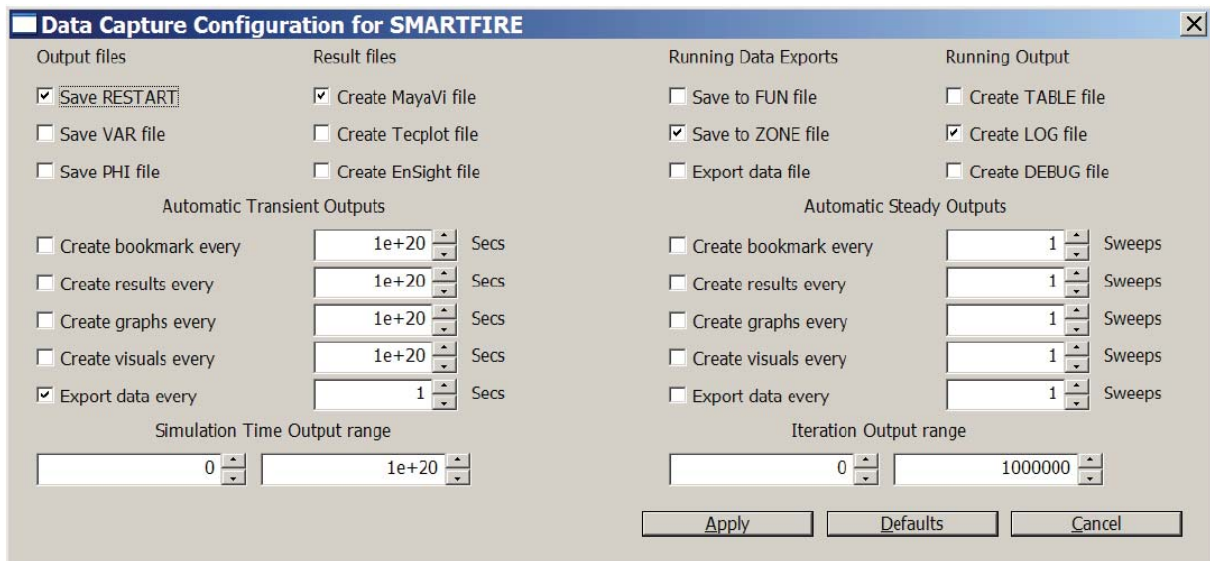 Data Capture Configuration for SMARTFIRE
Output files Result files Running Data Exports Running Output
Save RESTART Create MayaVi file Save to FUN file Create TABLE file
Save VAR file Create Tecplot file Save to ZONE file Create LOG file
Save PHI file Create EnSight file Export data file Create DEBUG file
Automatic Transient Outputs Automatic Steady Outputs
Create bookmark every 1e+20 Secs Create bookmark every 1 Sweeps
Create results every 1e+20 Secs Create results every 1 Sweeps
Create graphs every 1e+20 Secs Create graphs every 1 Sweeps
Create visuals every 1e+20 Secs Create visuals every 1 Sweeps
Export data every 1 Secs Export data every 1 Sweeps
Simulation Time Output range Iteration Output range
0 1e+20 0 1000000
Apply Defaults Cancel